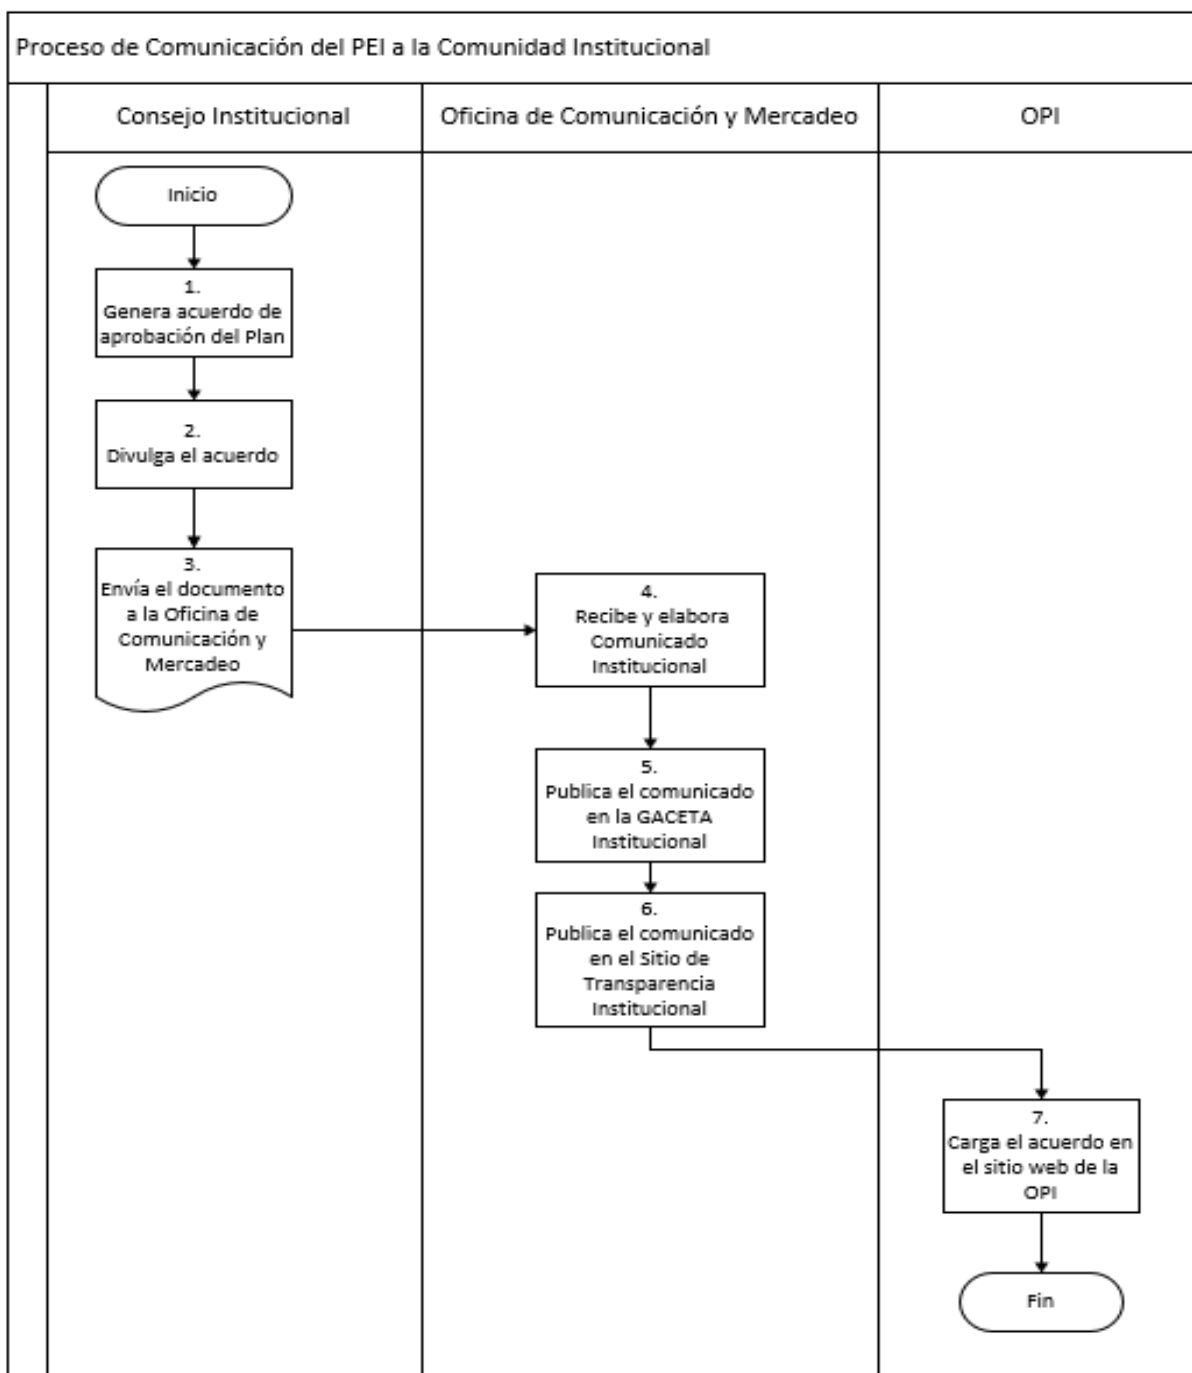 Proceso de Comunicación del PEI a la Comunidad Institucional
Consejo Institucional
Oficina de Comunicación y Mercadeo
OPI
Inicio
1.
Genera acuerdo de
aprobación del Plan
2.
Divulga el acuerdo
3.
Envía el documento
a la Oficina de
Comunicación y
Mercadeo
4.
Recibe y elabora
Comunicado
Institucional
5.
Publica el comunicado
en la GACETA
Institucional
6.
Publica el comunicado
en el Sitio de
Transparencia
Institucional
7.
Carga el acuerdo en
el sitio web de la
OPI
Fin